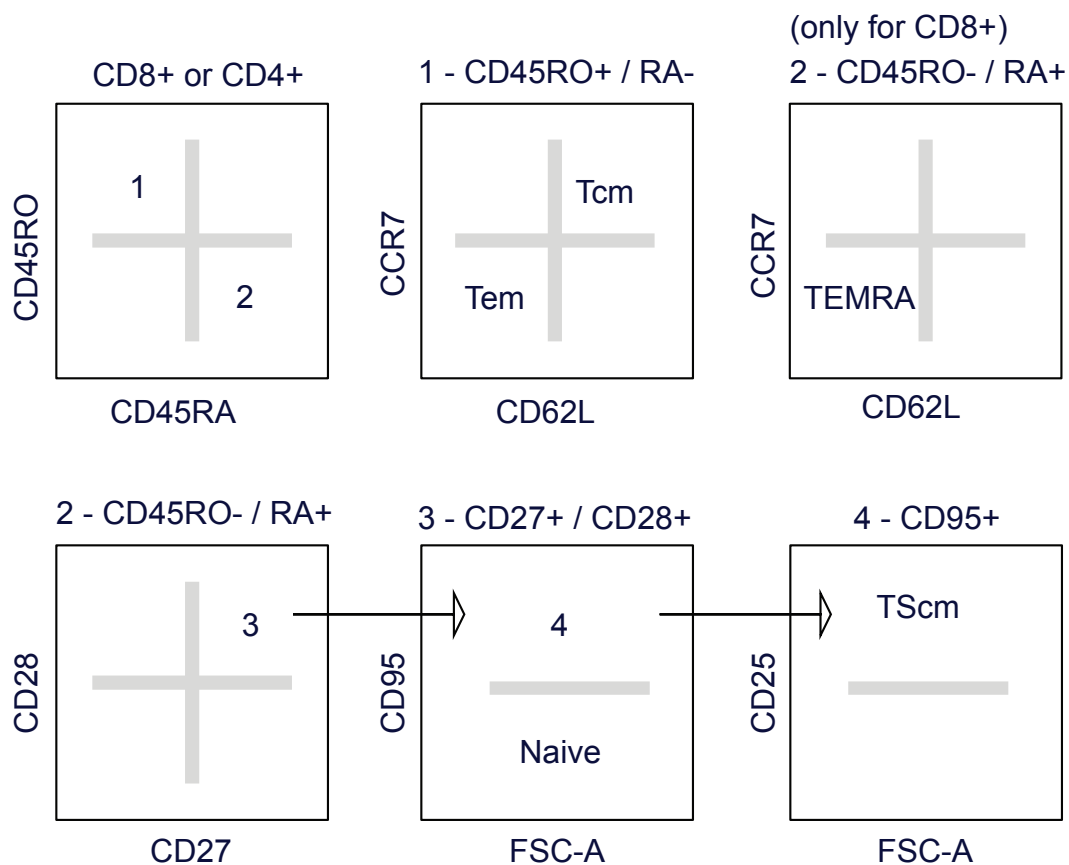 (only for CD8+)
CD8+ or CD4+
1 - CD45RO+ / RA-
2 - CD45RO- / RA+
CD45RO
1
2
CD45RA
CCR7
Tcm
Tem
CD62L
CCR7
TEMRA
CD62L
2 - CD45RO- / RA+
3 - CD27+ / CD28+
4 - CD95+
CD28
3
CD27
CD95
4
Naive
FSC-A
CD25
TScm
FSC-A